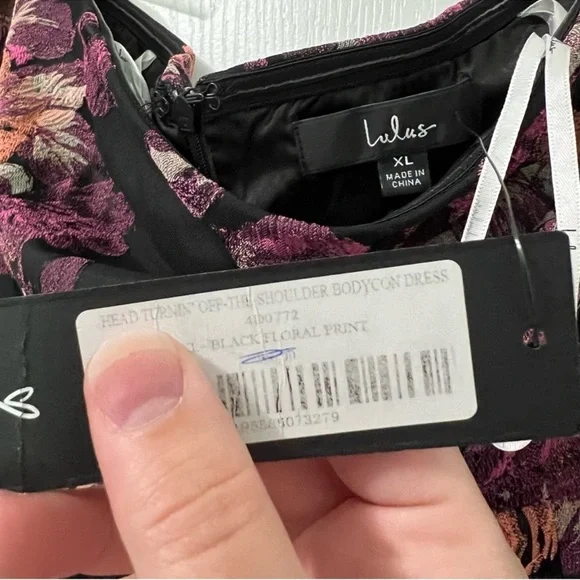 Lulus
XL
MADE IN
CHINA
HEAD TURNIN' OFF-THE-SHOULDER BODYCON DRESS
4100772
- BLACK FLORAL PRINT